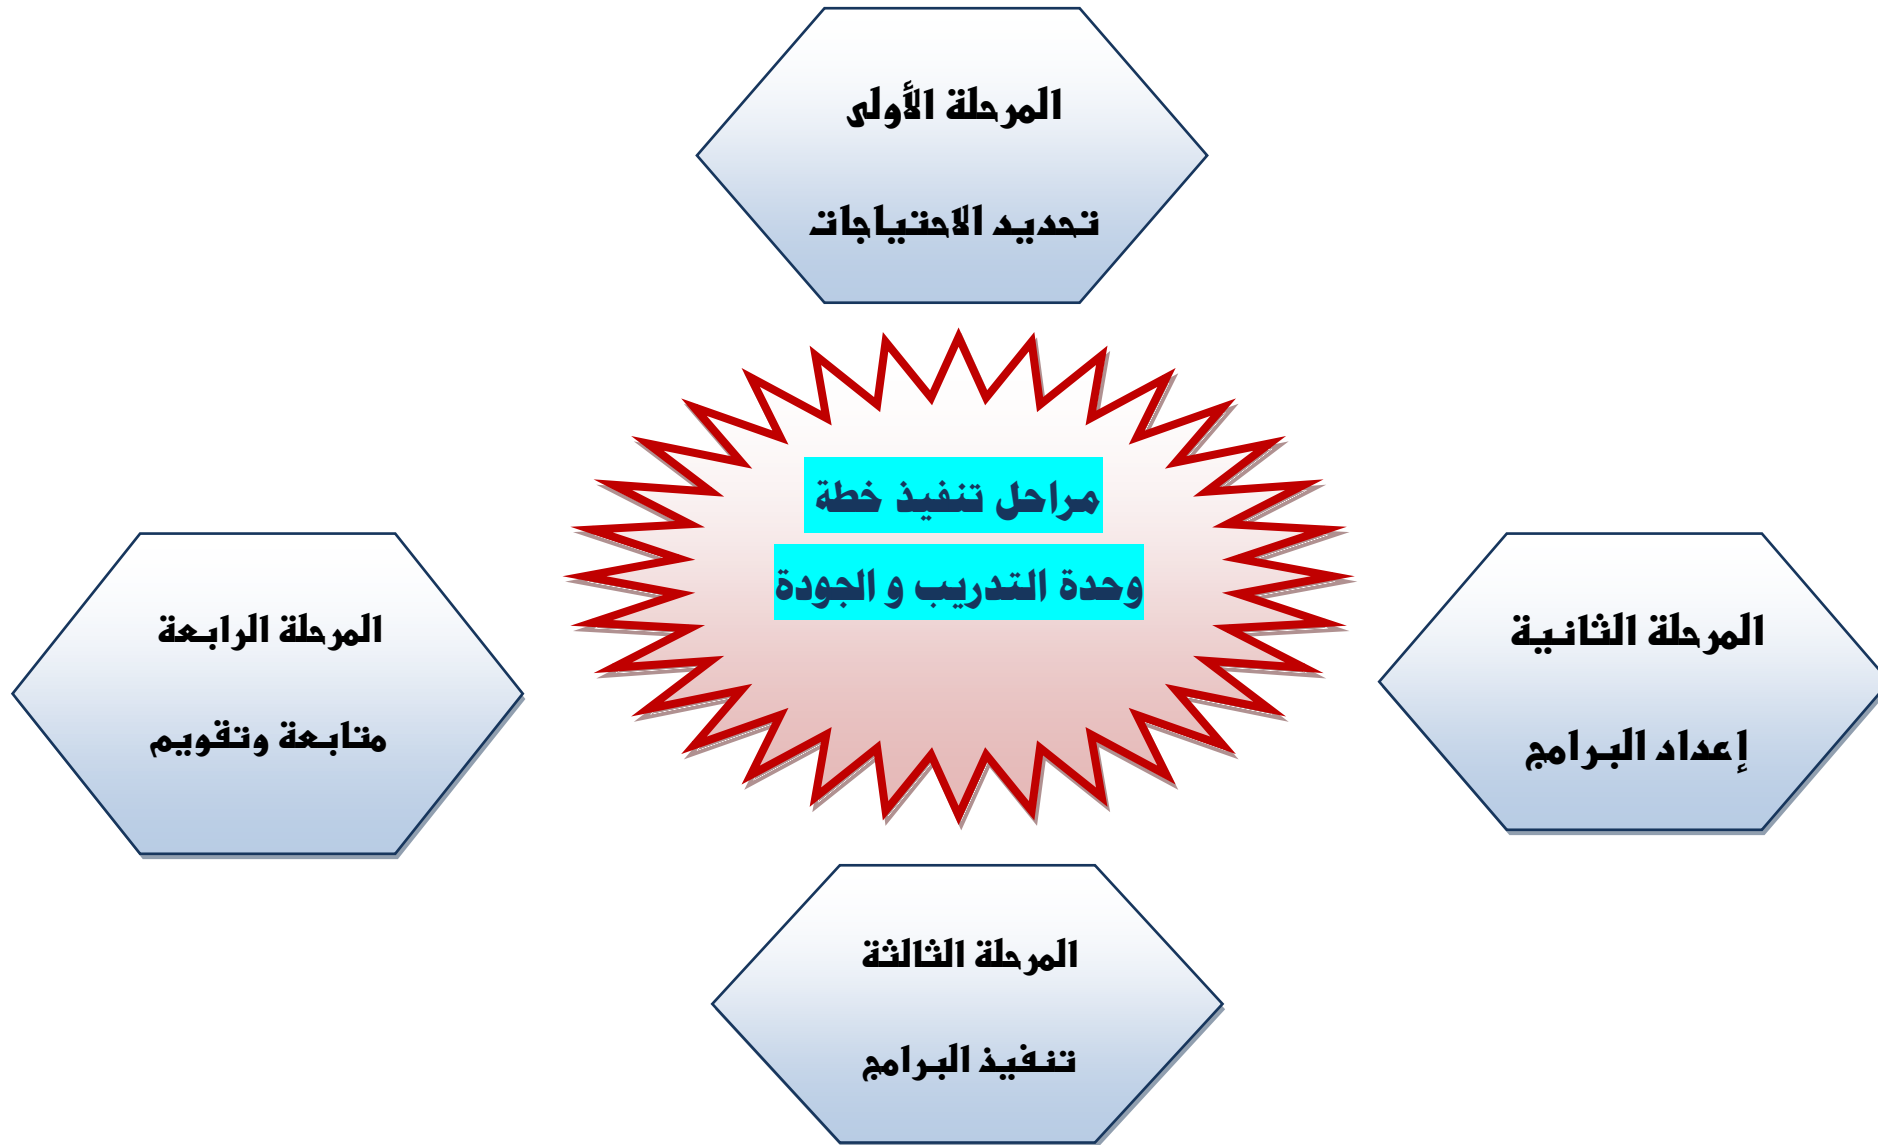 المرحلة الأولى
تحديد الاحتياجات
مراحل تنفيذ خطة
وحدة التدريب و الجودة
المرحلة الثانية
إعداد البرامج
المرحلة الثالثة
تنفيذ البرامج
المرحلة الرابعة
متابعة وتقويم